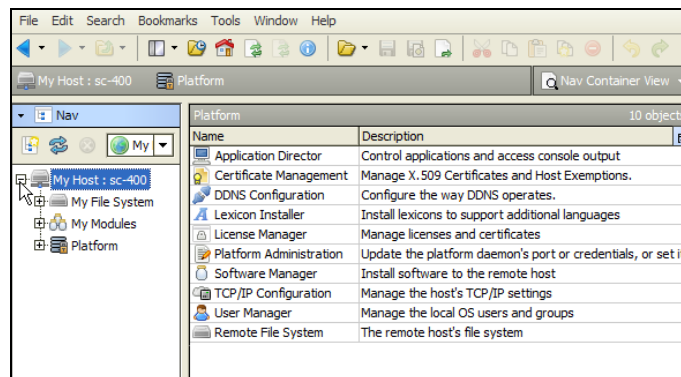 File Edit Search Bookmarks Tools Window Help
My Host : sc-400 Platform Nav Container View
Nav
My
My Host : sc-400
My File System
My Modules
Platform
Platform 10 objects
Name Description
Application Director Control applications and access console output
Certificate Management Manage X.509 Certificates and Host Exemptions.
DDNS Configuration Configure the way DDNS operates.
Lexicon Installer Install lexicons to support additional languages
License Manager Manage licenses and certificates
Platform Administration Update the platform daemon's port or credentials, or set
Software Manager Install software to the remote host
TCP/IP Configuration Manage the host's TCP/IP settings
User Manager Manage the local OS users and groups
Remote File System The remote host's file system